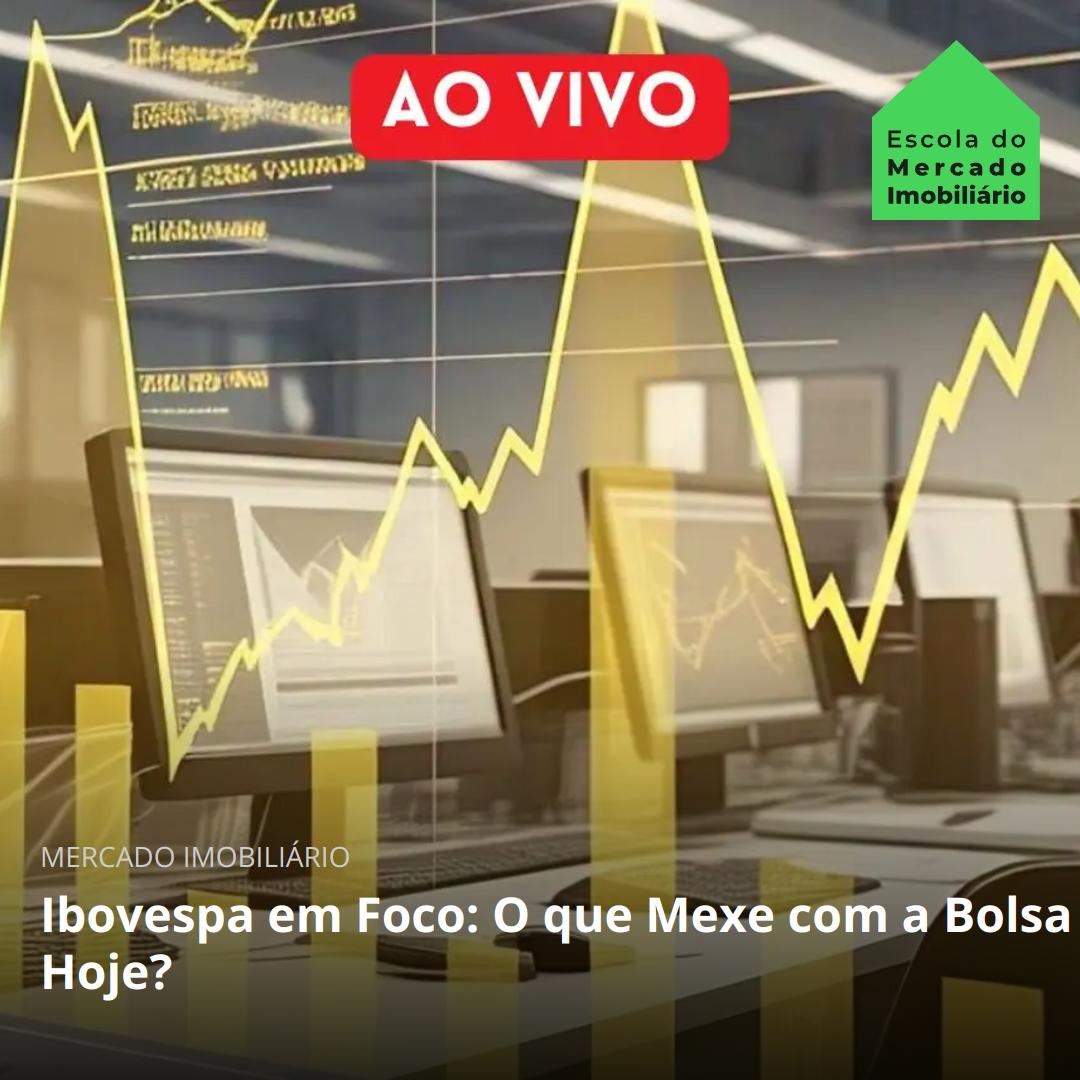 AO VIVO
Escola do
Mercado
Imobiliário
MERCADO IMOBILIÁRIO
Ibovespa em Foco: O que Mexe com a Bolsa
Hoje?